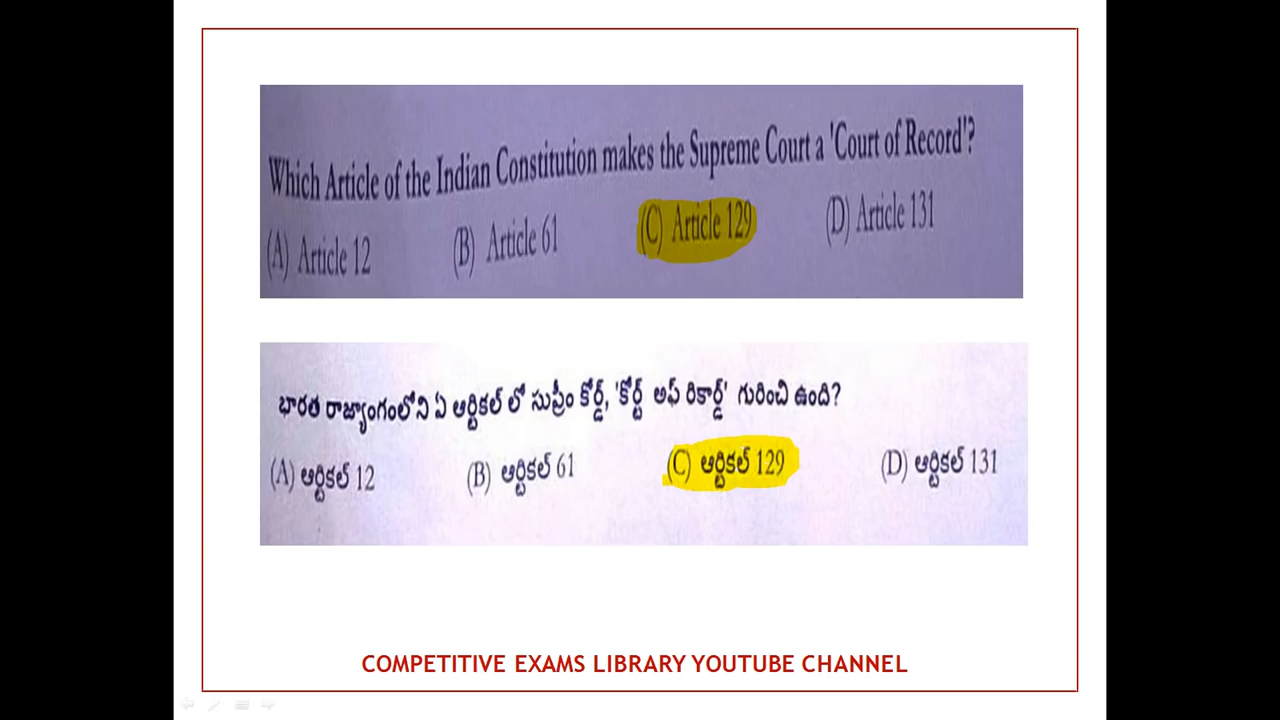 Which Article of the Indian Constitution makes the Supreme Court a 'Court of Record'?
(A) Article 12 (B) Article 61 (C) Article 129 (D) Article 131
భారత రాజ్యాంగంలోని ఏ ఆర్టికల్ లో సుప్రీం కోర్ట్, 'కోర్ట్ అఫ్ రికార్డ్' గురించి ఉంది?
(A) ఆర్టికల్ 12 (B) ఆర్టికల్ 61 (C) ఆర్టికల్ 129 (D) ఆర్టికల్ 131
COMPETITIVE EXAMS LIBRARY YOUTUBE CHANNEL